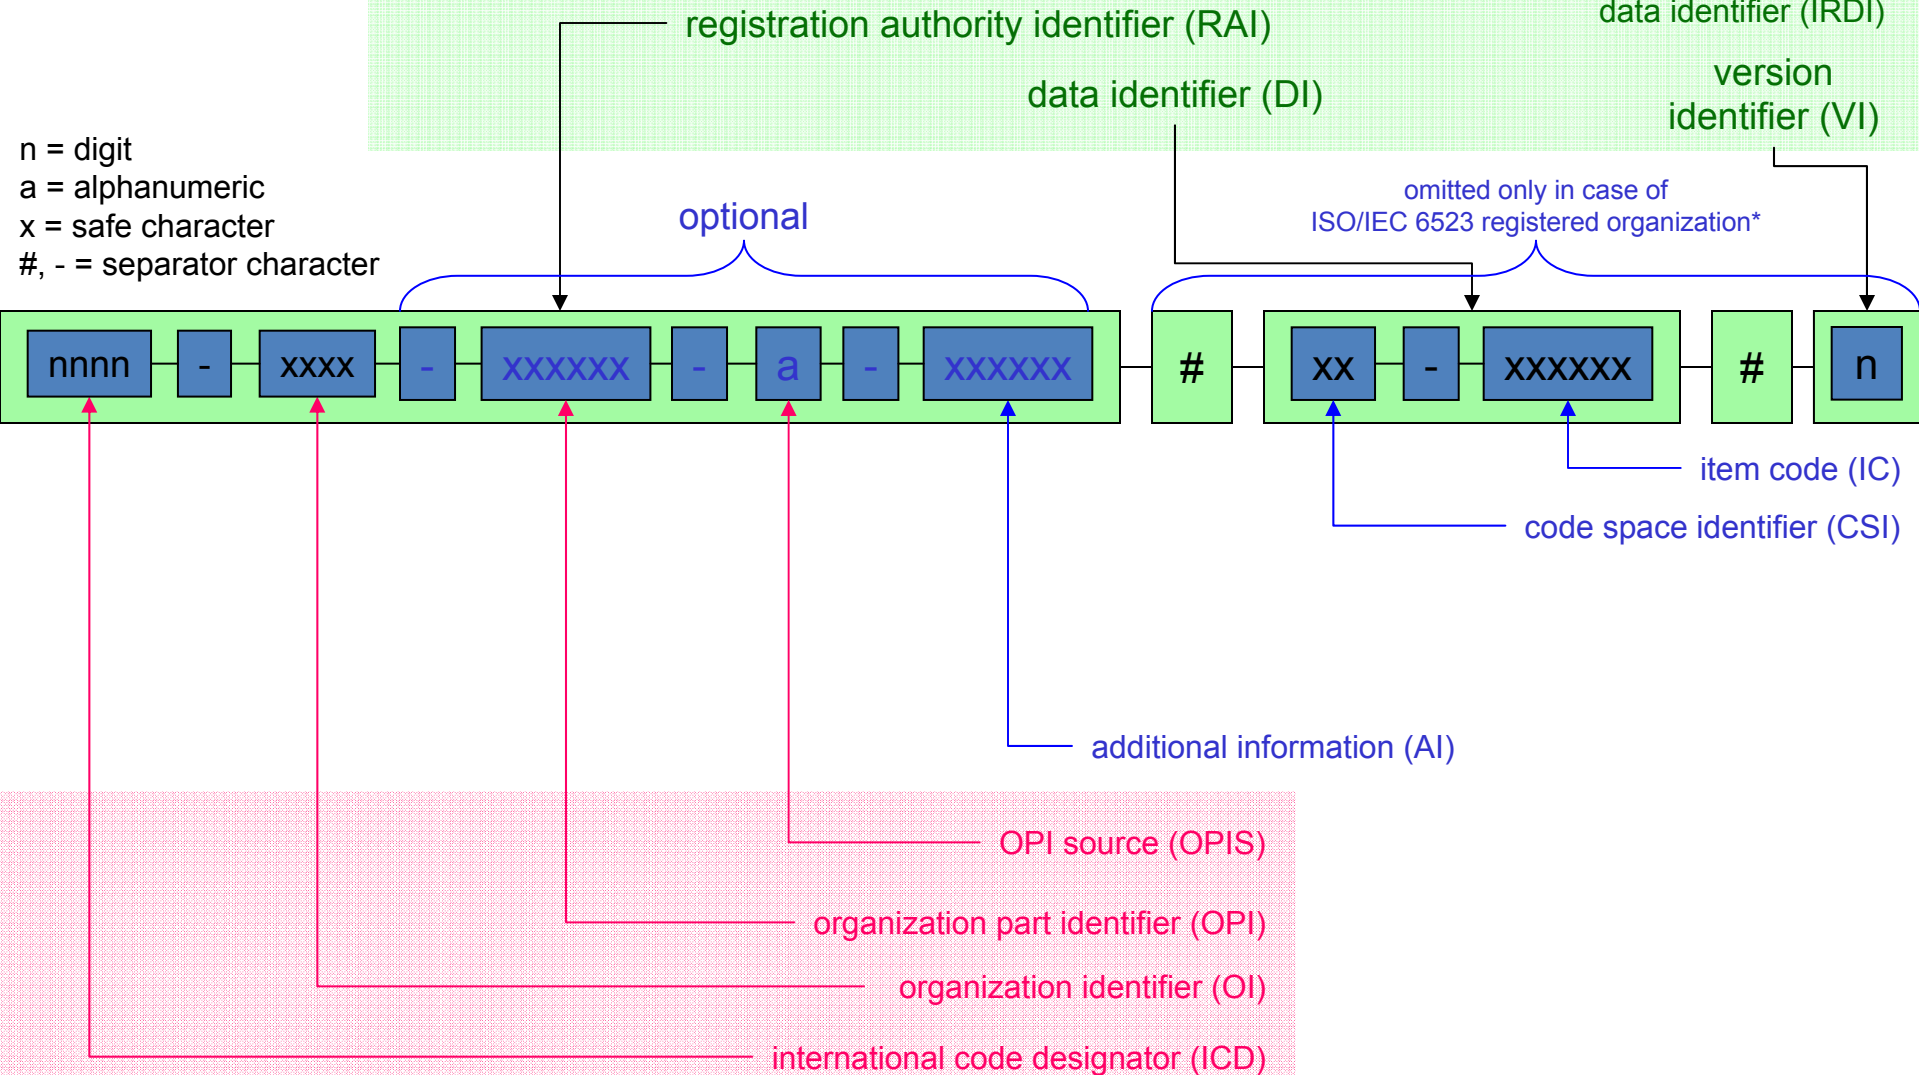 registration authority identifier (RAI)
data identifier (IRDI)
data identifier (DI)
version
identifier (VI)
n = digit
a = alphanumeric
x = safe character
#, - = separator character
optional
omitted only in case of
ISO/IEC 6523 registered organization*
nnnn - xxxx - xxxxxx - a - xxxxxx # xx - xxxxxx # n
item code (IC)
code space identifier (CSI)
additional information (AI)
OPI source (OPIS)
organization part identifier (OPI)
organization identifier (OI)
international code designator (ICD)